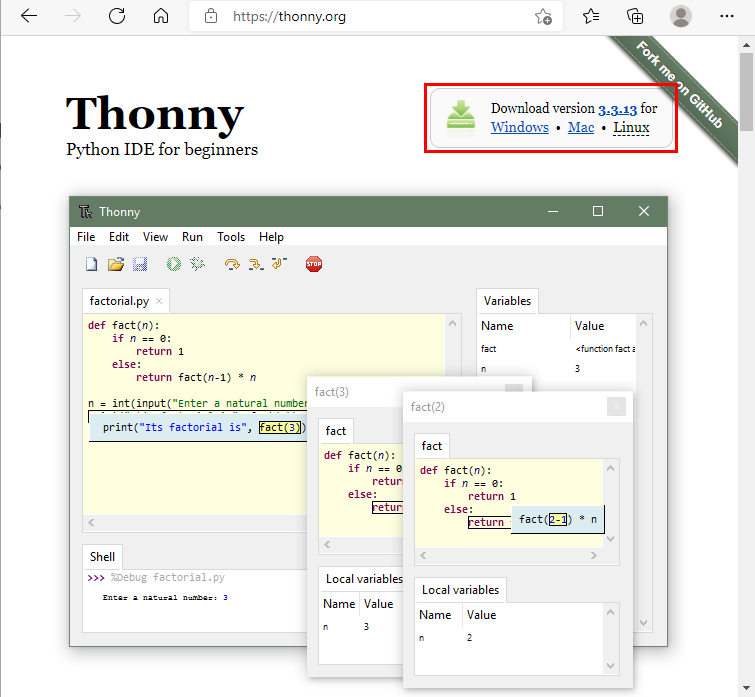 https://thonny.org
Fork me on GitHub
Thonny
Python IDE for beginners
Download version 3.3.13 for
Windows • Mac • Linux
Thonny
File Edit View Run Tools Help
STOP
factorial.py
def fact(n):
    if n == 0:
        return 1
    else:
        return fact(n-1) * n
n = int(input("Enter a natural number
print("Its factorial is", fact(3))
Shell
>>> %Debug factorial.py
Enter a natural number: 3
Variables
Name Value
fact <function fact a
n 3
fact(3)
fact
def fact(n):
    if n == 0
        retur
    else:
        return
Local variables
Name Value
n 3
fact(2)
fact
def fact(n):
    if n == 0:
        return 1
    else:
        return fact(2-1) * n
Local variables
Name Value
n 2